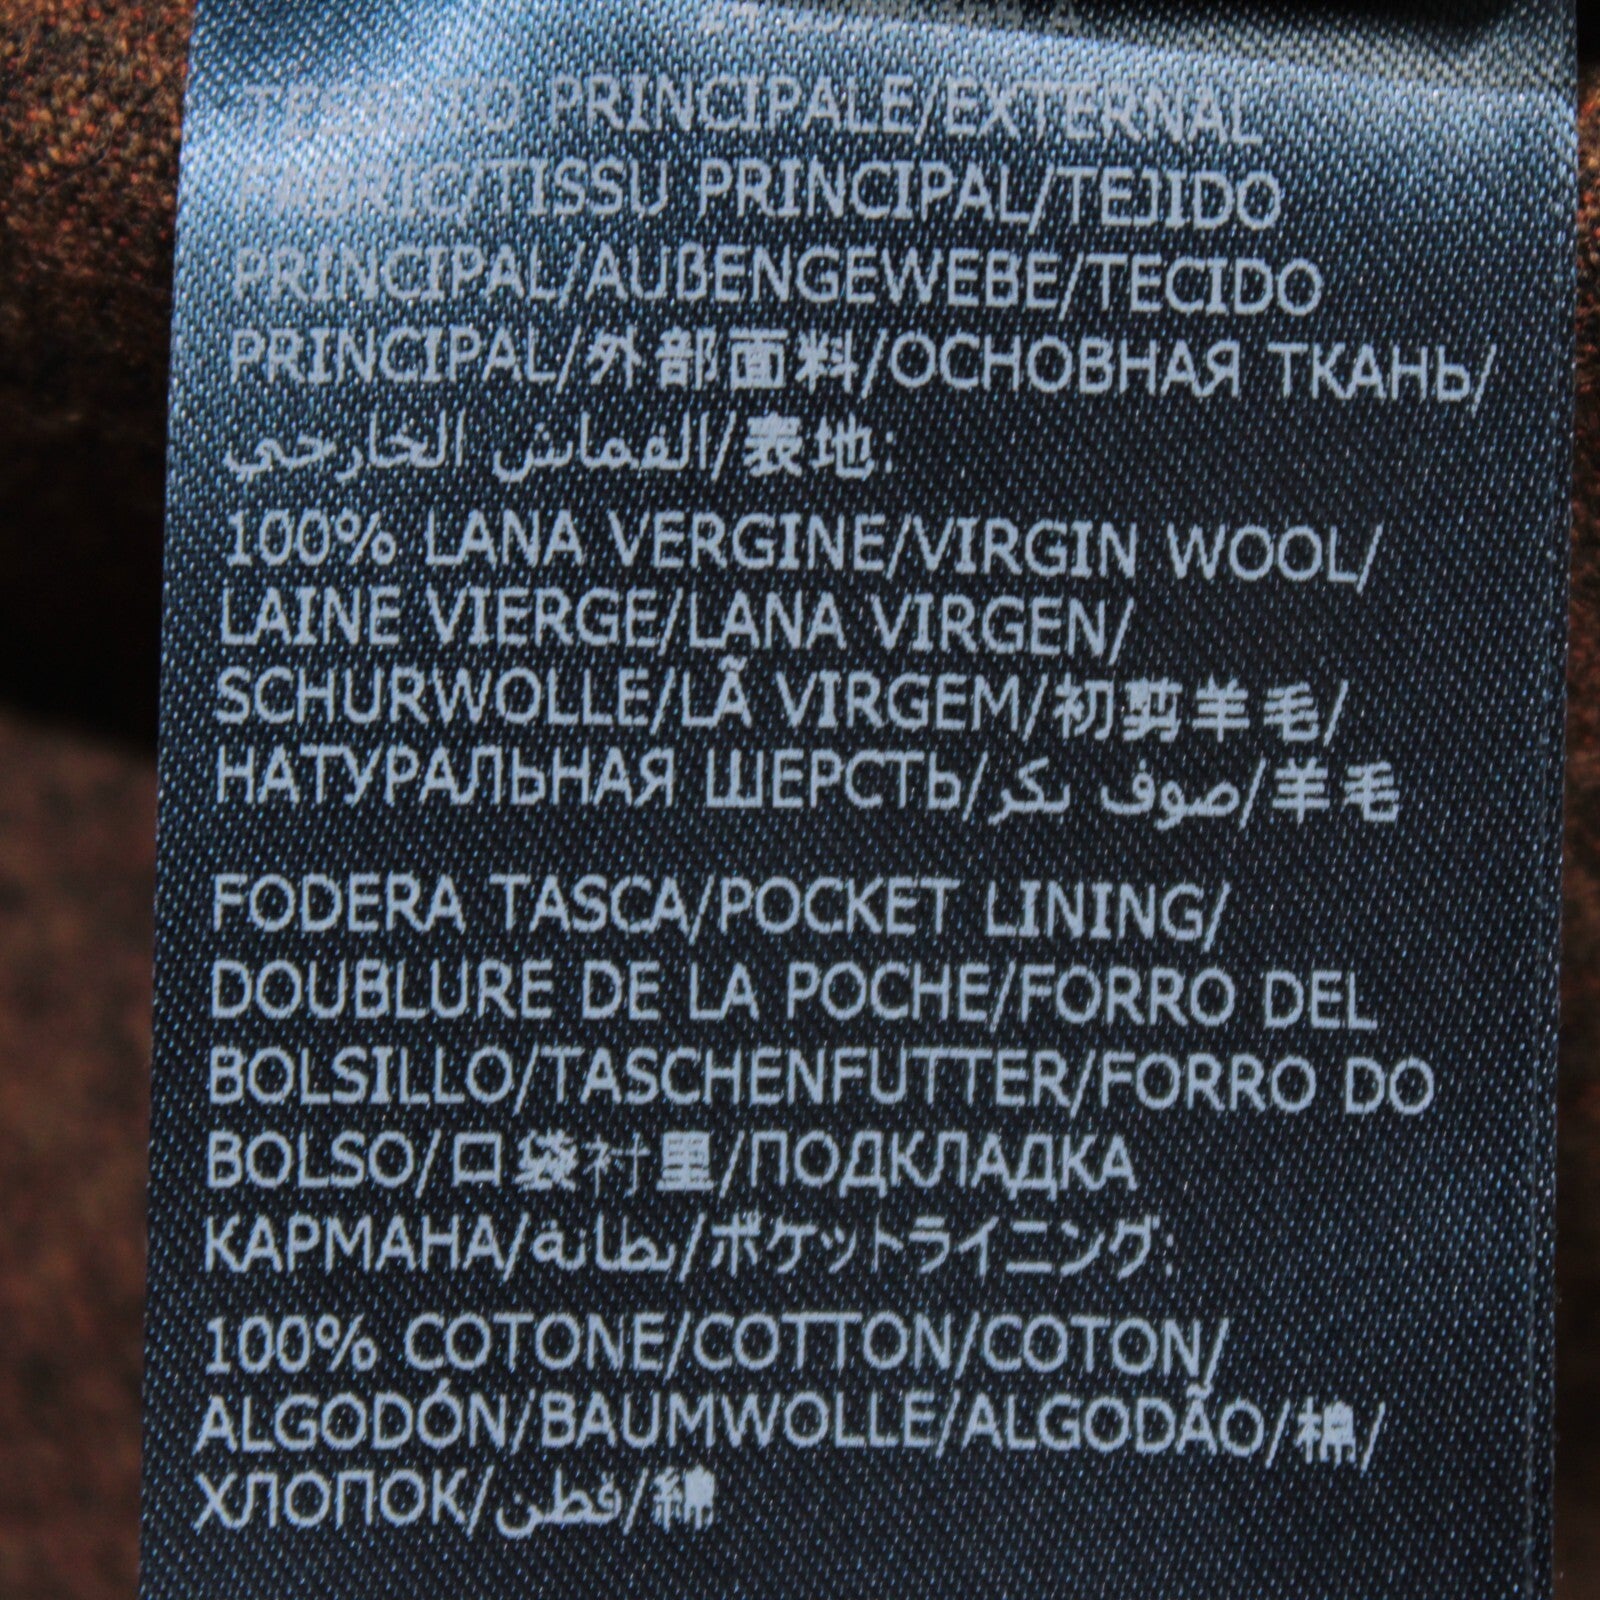 TESSUTO PRINCIPALE/EXTERNAL
FABRIC/TISSU PRINCIPAL/TEJIDO
PRINCIPAL/AUßENGEWEBE/TECIDO
PRINCIPAL/外部面料/ОСНОВНАЯ ТКАНЬ/
القماش الخارجي/表地:
100% LANA VERGINE/VIRGIN WOOL/
LAINE VIERGE/LANA VIRGEN/
SCHURWOLLE/LÃ VIRGEM/初剪羊毛/
НАТУРАЛЬНАЯ ШЕРСТЬ/صوف بكر/羊毛
FODERA TASCA/POCKET LINING/
DOUBLURE DE LA POCHE/FORRO DEL
BOLSILLO/TASCHENFUTTER/FORRO DO
BOLSO/口袋衬里/ПОДКЛАДКА
КАРМАНА/بطانة/ポケットライニング:
100% COTONE/COTTON/COTON/
ALGODÓN/BAUMWOLLE/ALGODÃO/棉/
ХЛОПОК/قطن/綿